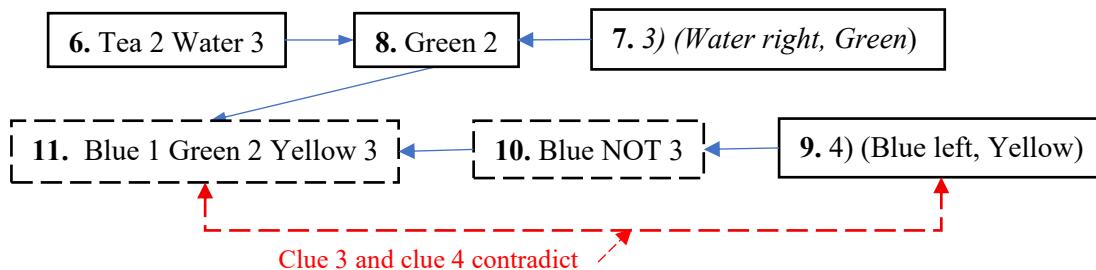 6. Tea 2 Water 3
8. Green 2
7. 3) (Water right, Green)
11. Blue 1 Green 2 Yellow 3
10. Blue NOT 3
9. 4) (Blue left, Yellow)
Clue 3 and clue 4 contradict